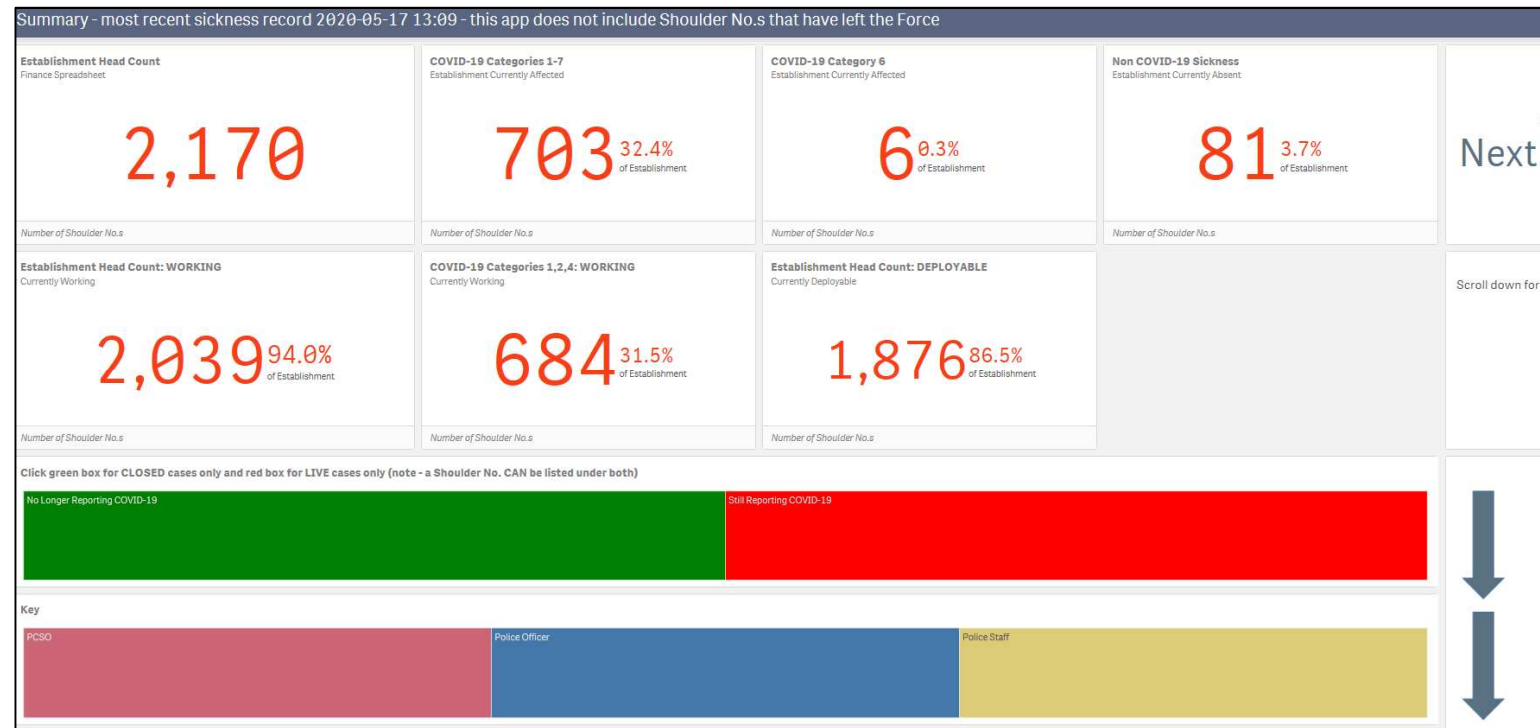 Summary - most recent sickness record 2020-05-17 13:09 - this app does not include Shoulder No.s that have left the Force
Establishment Head Count
Finance Spreadsheet
2,170
Number of Shoulder No.s
COVID-19 Categories 1-7
Establishment Currently Affected
703 32.4%
of Establishment
Number of Shoulder No.s
COVID-19 Category 6
Establishment Currently Affected
6 0.3%
of Establishment
Number of Shoulder No.s
Non COVID-19 Sickness
Establishment Currently Absent
81 3.7%
of Establishment
Number of Shoulder No.s
Next
Establishment Head Count: WORKING
Currently Working
2,039 94.0%
of Establishment
Number of Shoulder No.s
COVID-19 Categories 1,2,4: WORKING
Currently Working
684 31.5%
of Establishment
Number of Shoulder No.s
Establishment Head Count: DEPLOYABLE
Currently Deployable
1,876 86.5%
of Establishment
Number of Shoulder No.s
Scroll down for
Click green box for CLOSED cases only and red box for LIVE cases only (note - a Shoulder No. CAN be listed under both)
No Longer Reporting COVID-19
Still Reporting COVID-19
Key
PCSO
Police Officer
Police Staff